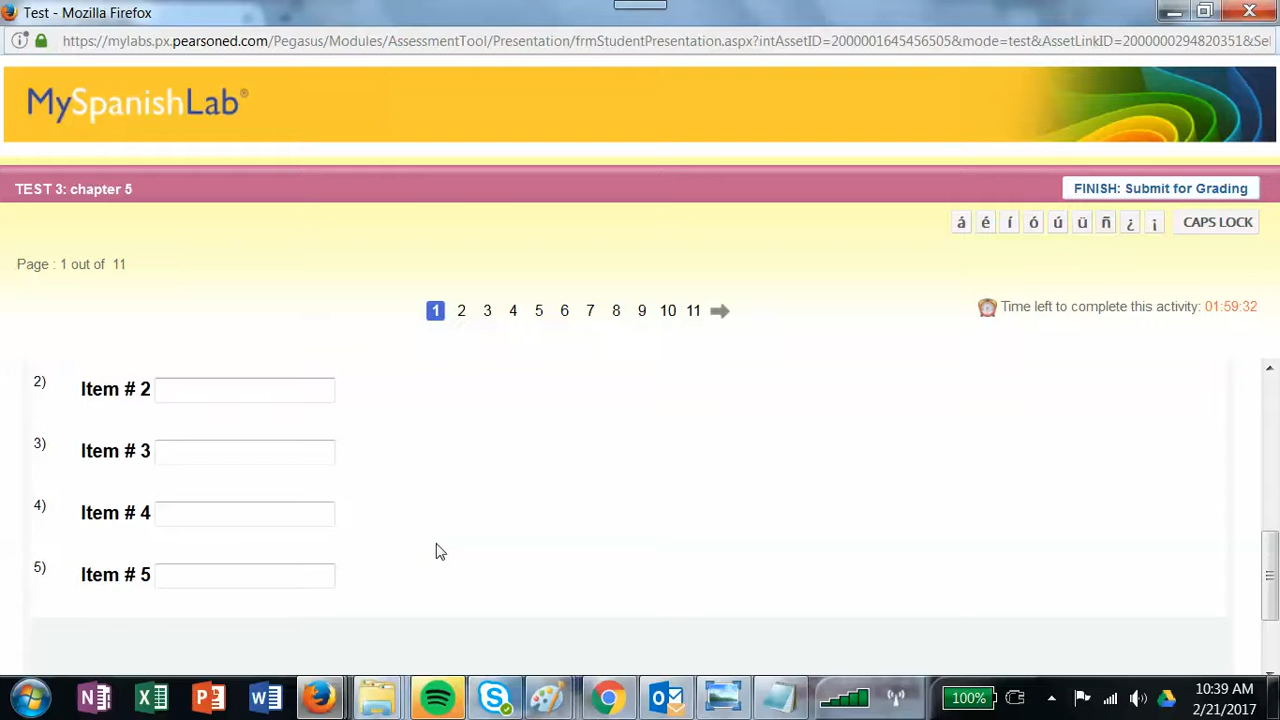 Test - Mozilla Firefox
https://mylabs.px.pearsoned.com/Pegasus/Modules/AssessmentTool/Presentation/frmStudentPresentation.aspx?intAssetID=2000001645456505&mode=test&AssetLinkID=2000000294820351&Sel
MySpanishLab®
TEST 3: chapter 5
FINISH: Submit for Grading
á é í ó ú ü ñ ¿ ¡ CAPS LOCK
Page : 1 out of 11
1 2 3 4 5 6 7 8 9 10 11
Time left to complete this activity: 01:59:32
2) Item # 2
3) Item # 3
4) Item # 4
5) Item # 5
100%
10:39 AM
2/21/2017